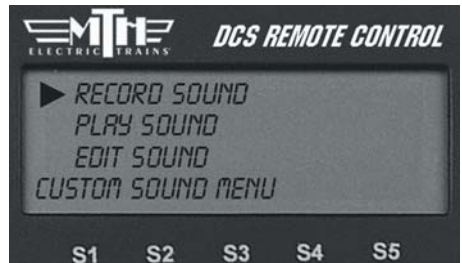 MTH
ELECTRIC TRAINS
DCS REMOTE CONTROL
RECORD SOUND
PLAY SOUND
EDIT SOUND
CUSTOM SOUND MENU
S1 S2 S3 S4 S5